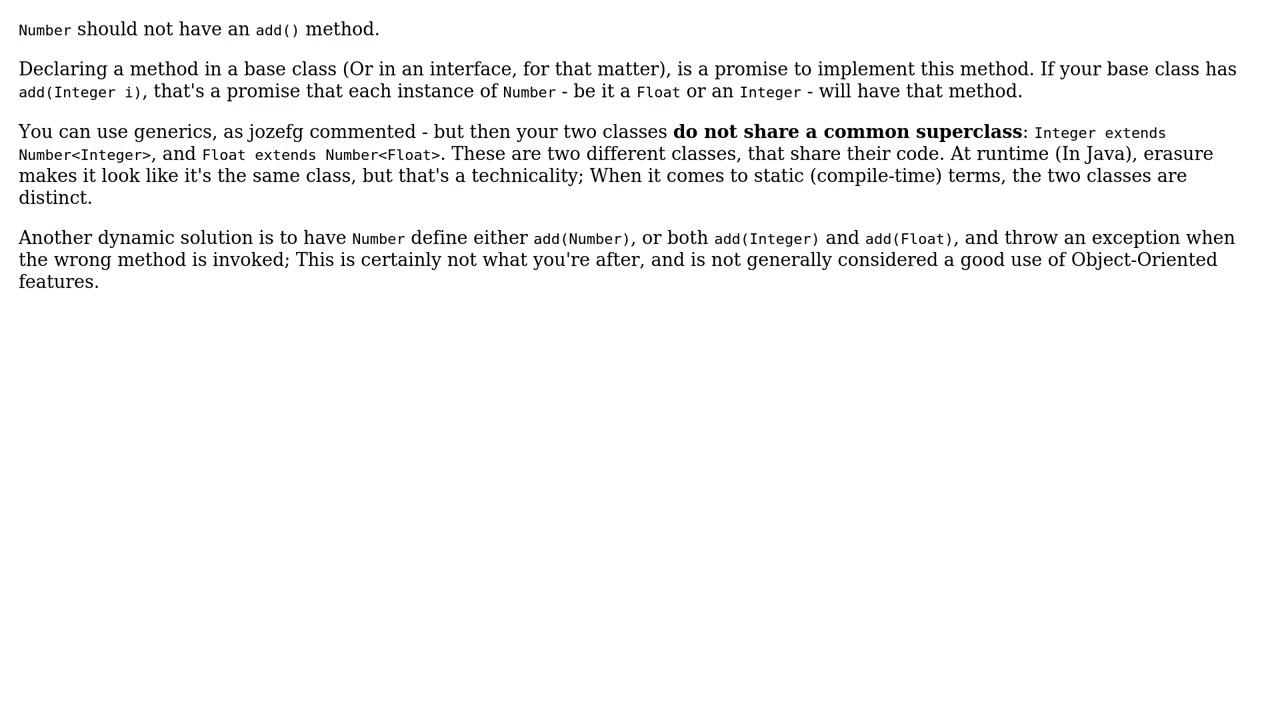 Number should not have an add() method.
Declaring a method in a base class (Or in an interface, for that matter), is a promise to implement this method. If your base class has
add(Integer i), that's a promise that each instance of Number - be it a Float or an Integer - will have that method.
You can use generics, as jozefg commented - but then your two classes do not share a common superclass: Integer extends
Number<Integer>, and Float extends Number<Float>. These are two different classes, that share their code. At runtime (In Java), erasure
makes it look like it's the same class, but that's a technicality; When it comes to static (compile-time) terms, the two classes are
distinct.
Another dynamic solution is to have Number define either add(Number), or both add(Integer) and add(Float), and throw an exception when
the wrong method is invoked; This is certainly not what you're after, and is not generally considered a good use of Object-Oriented
features.